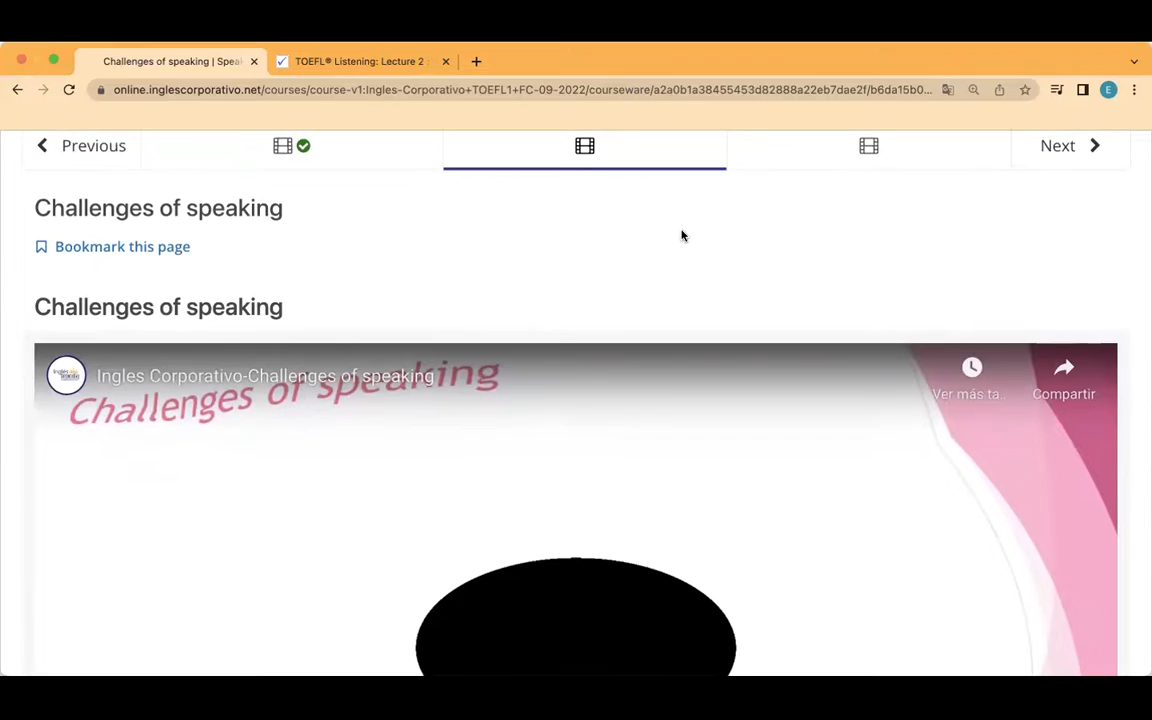 Challenges of speaking | Speak
TOEFL® Listening: Lecture 2 :
online.inglescorporativo.net/courses/course-v1:Ingles-Corporativo+TOEFL1+FC-09-2022/courseware/a2a0b1a38455453d82888a22eb7dae2f/b6da15b0...
E
Previous
Next
Challenges of speaking
Bookmark this page
Challenges of speaking
Ingles Corporativo-Challenges of speaking
Challenges of speaking
Ver más ta...
Compartir